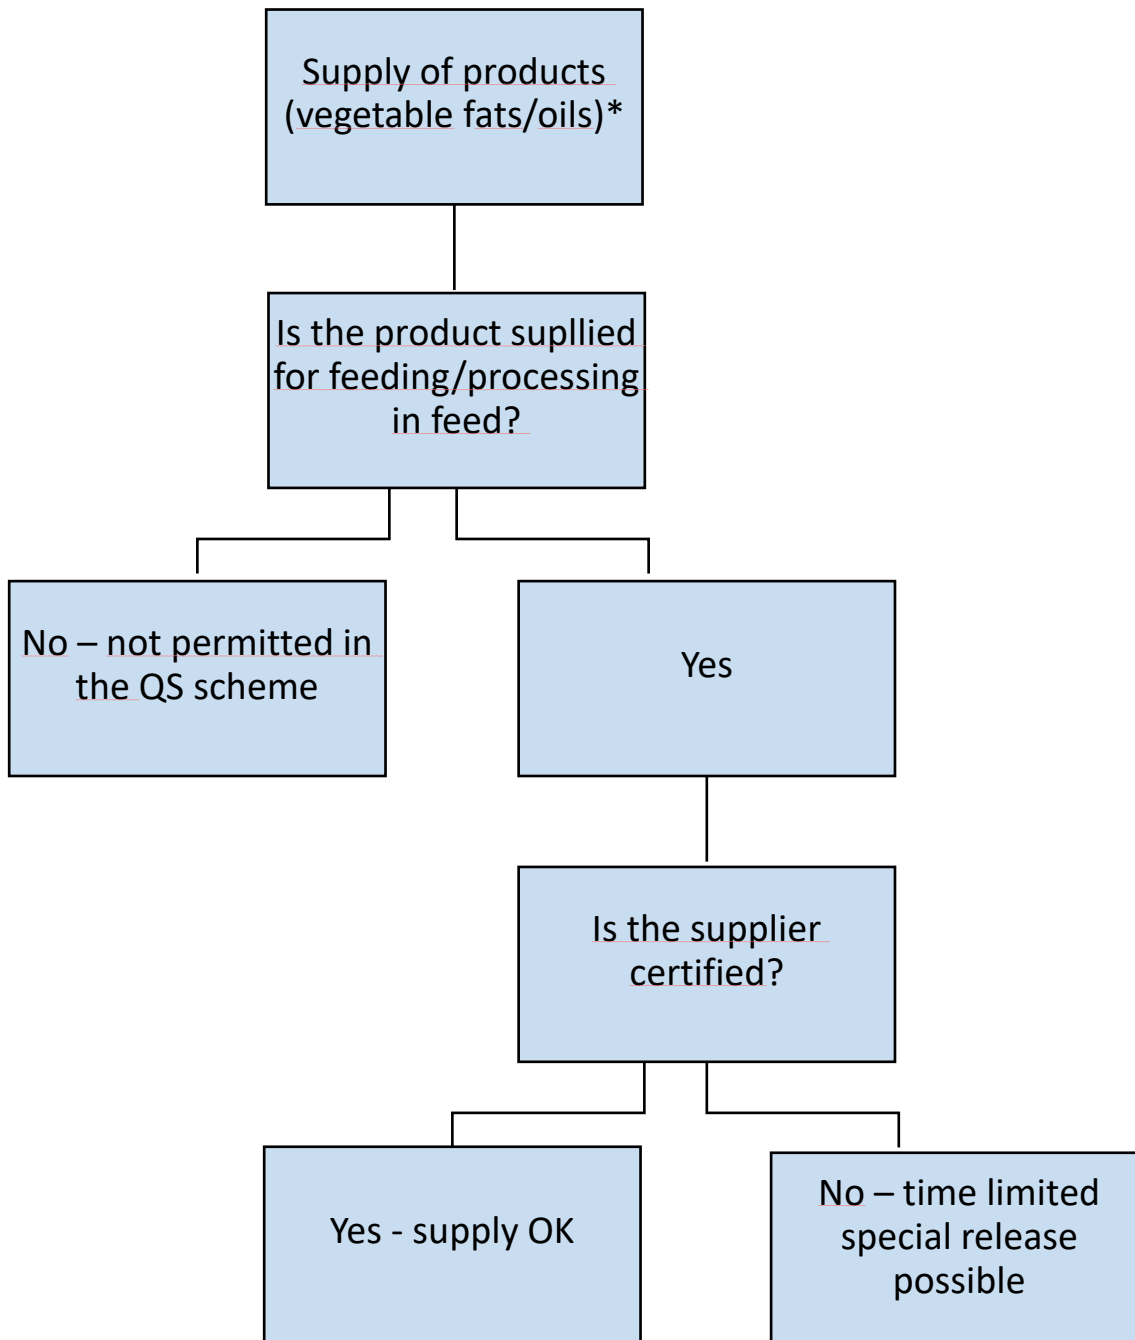 Supply of products
(vegetable fats/oils)*
Is the product supllied
for feeding/processing
in feed?
No – not permitted in
the QS scheme
Yes
Is the supplier
certified?
Yes - supply OK
No – time limited
special release
possible